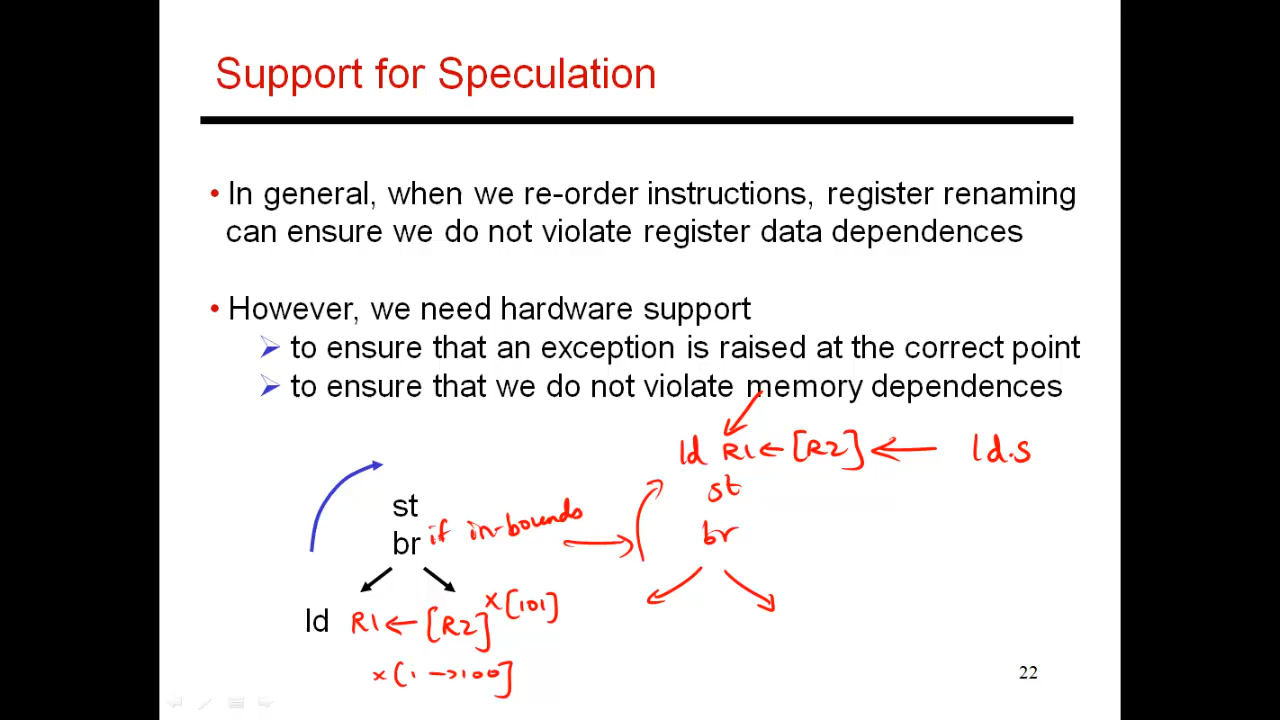 Support for Speculation
• In general, when we re-order instructions, register renaming
can ensure we do not violate register data dependences
• However, we need hardware support
➢ to ensure that an exception is raised at the correct point
➢ to ensure that we do not violate memory dependences
ld R1 ← [R2] ← ld.s
st
br
st
br if in-bounds
ld R1 ← [R2] x[101]
x[1 → 100]
22